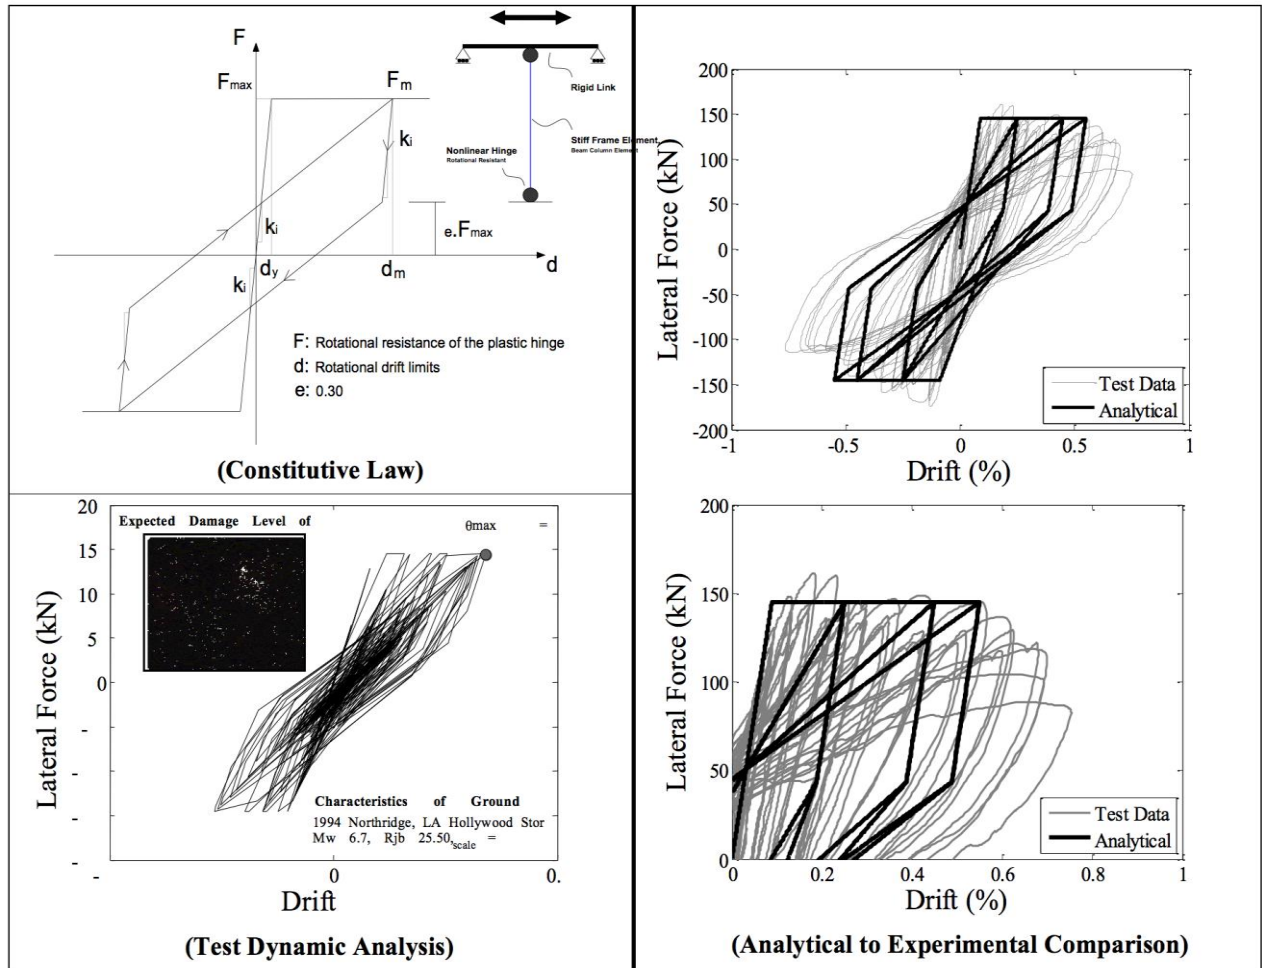 F
Fmax
Fm
ki
Rigid Link
Stiff Frame Element
Beam Column Element
Nonlinear Hinge
Rotational Resistant
ki
e.Fmax
dy
dm
d
ki
F: Rotational resistance of the plastic hinge
d: Rotational drift limits
e: 0.30
(Constitutive Law)
200
150
100
50
0
-50
-100
-150
-200
-1
-0.5
0
0.5
1
Lateral Force (kN)
Drift (%)
Test Data
Analytical
20
15
10
5
0
-
-
-
-
-
0
0.
Expected Damage Level of
θmax =
Lateral Force (kN)
Characteristics of Ground
1994 Northridge, LA Hollywood Stor
Mw 6.7, Rjb 25.50,scale =
Drift
(Test Dynamic Analysis)
200
150
100
50
0
0
0.2
0.4
0.6
0.8
1
Lateral Force (kN)
Drift (%)
Test Data
Analytical
(Analytical to Experimental Comparison)